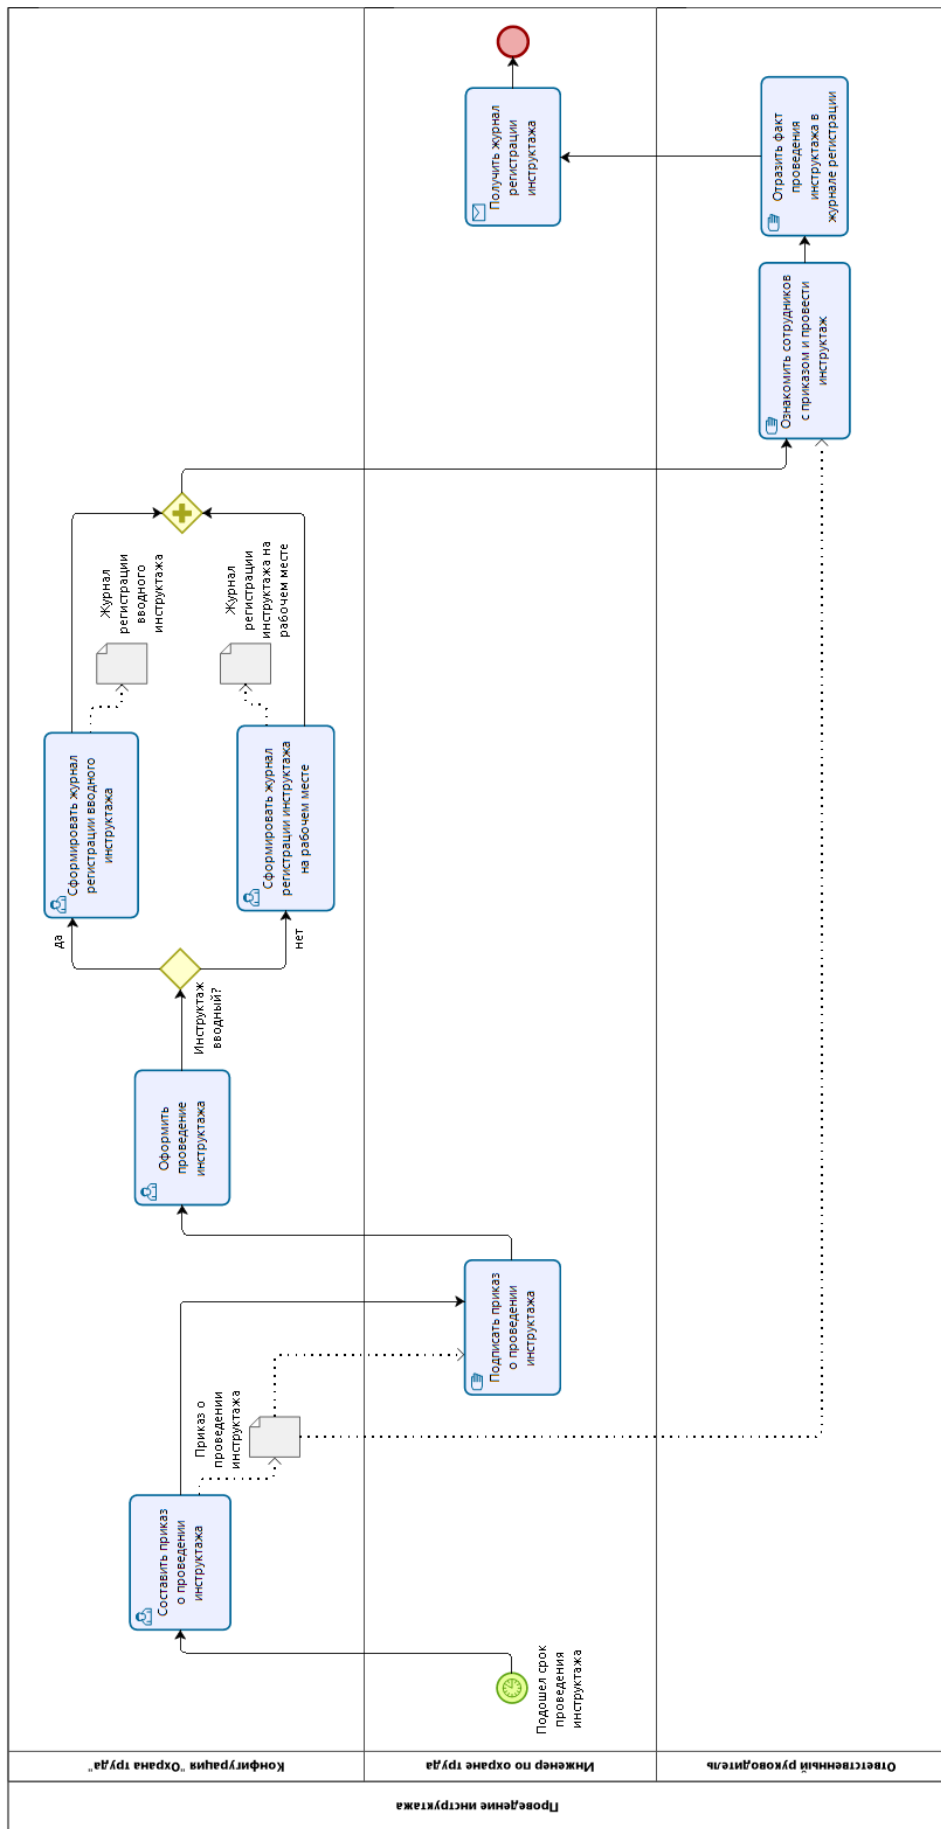 Проведение инструктажа
Конфигурация "Охрана труда"
Инженер по охране труда
Ответственный руководитель
Подошел срок
проведения
инструктажа
Составить приказ
о проведении
инструктажа
Приказ о
проведении
инструктажа
Подписать приказ
о проведении
инструктажа
Оформить
проведение
инструктажа
Инструктаж
вводный?
да
нет
Сформировать журнал
регистрации вводного
инструктажа
Журнал
регистрации
вводного
инструктажа
Сформировать журнал
регистрации инструктажа
на рабочем месте
Журнал
регистрации
инструктажа на
рабочем месте
Ознакомить сотрудников
с приказом и провести
инструктаж
Отразить факт
проведения
инструктажа в
журнале регистрации
Получить журнал
регистрации
инструктажа